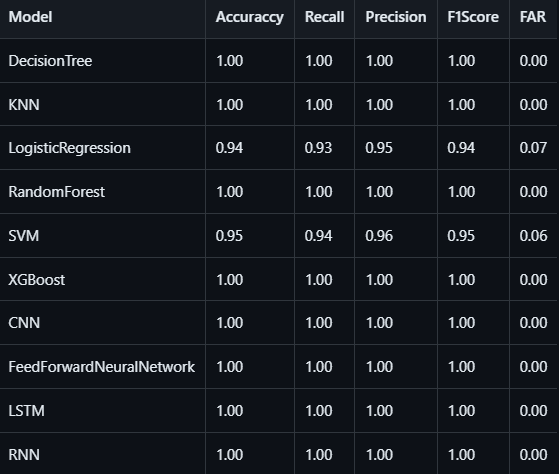 Model Accuraccy Recall Precision F1Score FAR
DecisionTree 1.00 1.00 1.00 1.00 0.00
KNN 1.00 1.00 1.00 1.00 0.00
LogisticRegression 0.94 0.93 0.95 0.94 0.07
RandomForest 1.00 1.00 1.00 1.00 0.00
SVM 0.95 0.94 0.96 0.95 0.06
XGBoost 1.00 1.00 1.00 1.00 0.00
CNN 1.00 1.00 1.00 1.00 0.00
FeedForwardNeuralNetwork 1.00 1.00 1.00 1.00 0.00
LSTM 1.00 1.00 1.00 1.00 0.00
RNN 1.00 1.00 1.00 1.00 0.00